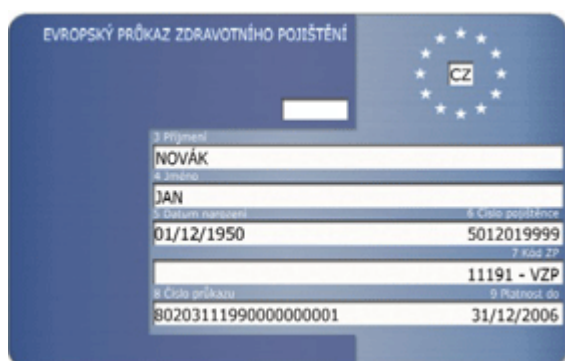 EVROPSKÝ PRŮKAZ ZDRAVOTNÍHO POJIŠTĚNÍ
CZ
3 Příjmení
NOVÁK
4 Jméno
JAN
5 Datum narození 6 Číslo pojištěnce
01/12/1950 5012019999
7 Kód ZP
11191 - VZP
8 Číslo průkazu 9 Platnost do
80203111990000000001 31/12/2006